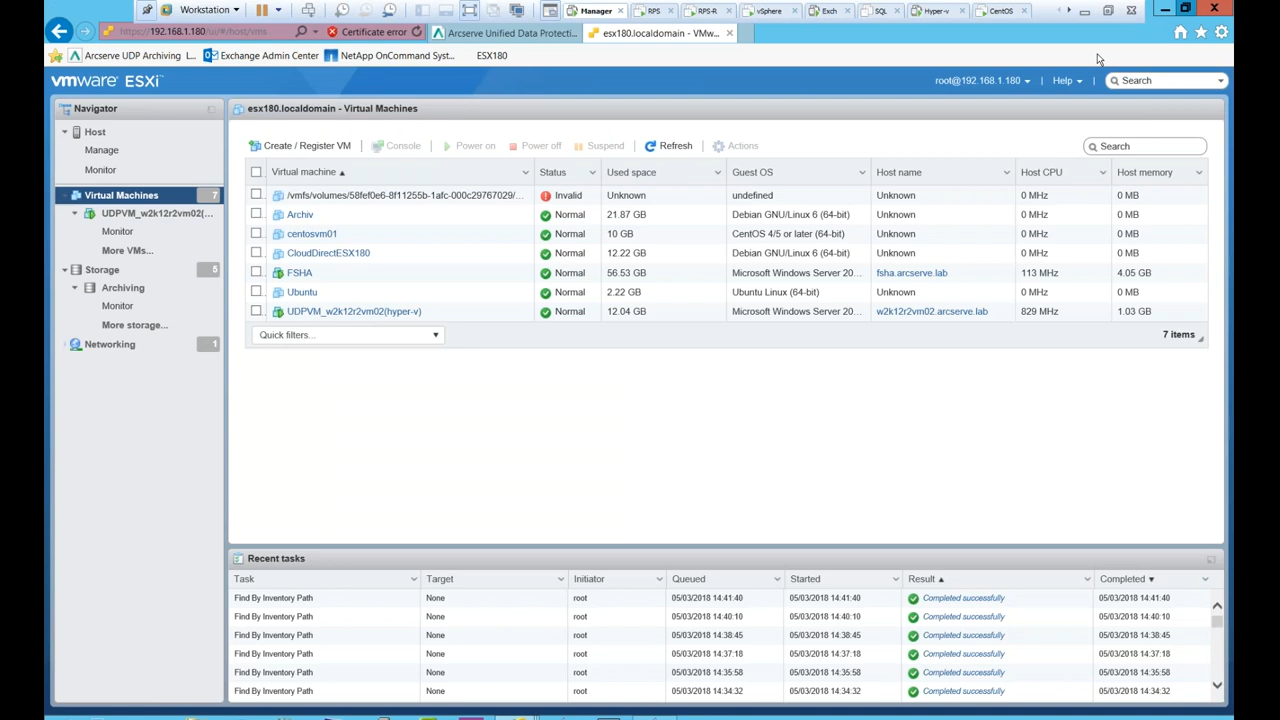 Workstation
Manager
RPS
RPS-R
vSphere
Exch
SQL
Hyper-v
CentOS
https://192.168.1.180/ui/#/host/vms
Certificate error
Arcserve Unified Data Protecti...
esx180.localdomain - VMw...
Arcserve UDP Archiving L...
Exchange Admin Center
NetApp OnCommand Syst...
ESX180
vmware ESXi
root@192.168.1.180
Help
Search
Navigator
Host
Manage
Monitor
Virtual Machines 7
UDPVM_w2k12r2vm02(...
Monitor
More VMs...
Storage 5
Archiving
Monitor
More storage...
Networking 1
esx180.localdomain - Virtual Machines
Create / Register VM Console Power on Power off Suspend Refresh Actions Search
Virtual machine Status Used space Guest OS Host name Host CPU Host memory
/vmfs/volumes/58fef0e6-8f11255b-1afc-000c29767029/... Invalid Unknown undefined Unknown 0 MHz 0 MB
Archiv Normal 21.87 GB Debian GNU/Linux 6 (64-bit) Unknown 0 MHz 0 MB
centosvm01 Normal 10 GB CentOS 4/5 or later (64-bit) Unknown 0 MHz 0 MB
CloudDirectESX180 Normal 12.22 GB Debian GNU/Linux 6 (64-bit) Unknown 0 MHz 0 MB
FSHA Normal 56.53 GB Microsoft Windows Server 20... fsha.arcserve.lab 113 MHz 4.05 GB
Ubuntu Normal 2.22 GB Ubuntu Linux (64-bit) Unknown 0 MHz 0 MB
UDPVM_w2k12r2vm02(hyper-v) Normal 12.04 GB Microsoft Windows Server 20... w2k12r2vm02.arcserve.lab 829 MHz 1.03 GB
Quick filters... 7 items
Recent tasks
Task Target Initiator Queued Started Result Completed
Find By Inventory Path None root 05/03/2018 14:41:40 05/03/2018 14:41:40 Completed successfully 05/03/2018 14:41:40
Find By Inventory Path None root 05/03/2018 14:40:10 05/03/2018 14:40:10 Completed successfully 05/03/2018 14:40:10
Find By Inventory Path None root 05/03/2018 14:38:45 05/03/2018 14:38:45 Completed successfully 05/03/2018 14:38:45
Find By Inventory Path None root 05/03/2018 14:37:18 05/03/2018 14:37:18 Completed successfully 05/03/2018 14:37:18
Find By Inventory Path None root 05/03/2018 14:35:58 05/03/2018 14:35:58 Completed successfully 05/03/2018 14:35:58
Find By Inventory Path None root 05/03/2018 14:34:32 05/03/2018 14:34:32 Completed successfully 05/03/2018 14:34:32